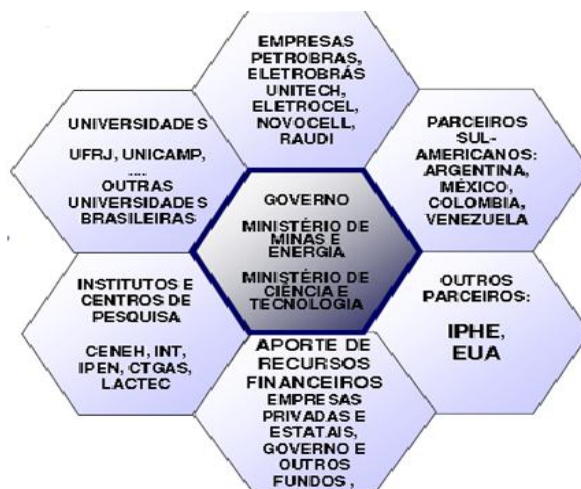 EMPRESAS
PETROBRAS,
ELETROBRÁS
UNITECH,
ELETROCEL,
NOVOCELL,
RAUDI
UNIVERSIDADES
UFRJ, UNICAMP,
....
OUTRAS
UNIVERSIDADES
BRASILEIRAS
PARCEIROS
SUL-
AMERICANOS:
ARGENTINA,
MÉXICO,
COLOMBIA,
VENEZUELA
GOVERNO
MINISTÉRIO DE
MINAS E
ENERGIA
MINISTÉRIO DE
CIÊNCIA E
TECNOLOGIA
INSTITUTOS E
CENTROS DE
PESQUISA
CENEH, INT,
IPEN, CTGAS,
LACTEC
OUTROS
PARCEIROS:
IPHE,
EUA
APORTE DE
RECURSOS
FINANCEIROS
EMPRESAS
PRIVADAS E
ESTATAIS,
GOVERNO E
OUTROS
FUNDOS ,